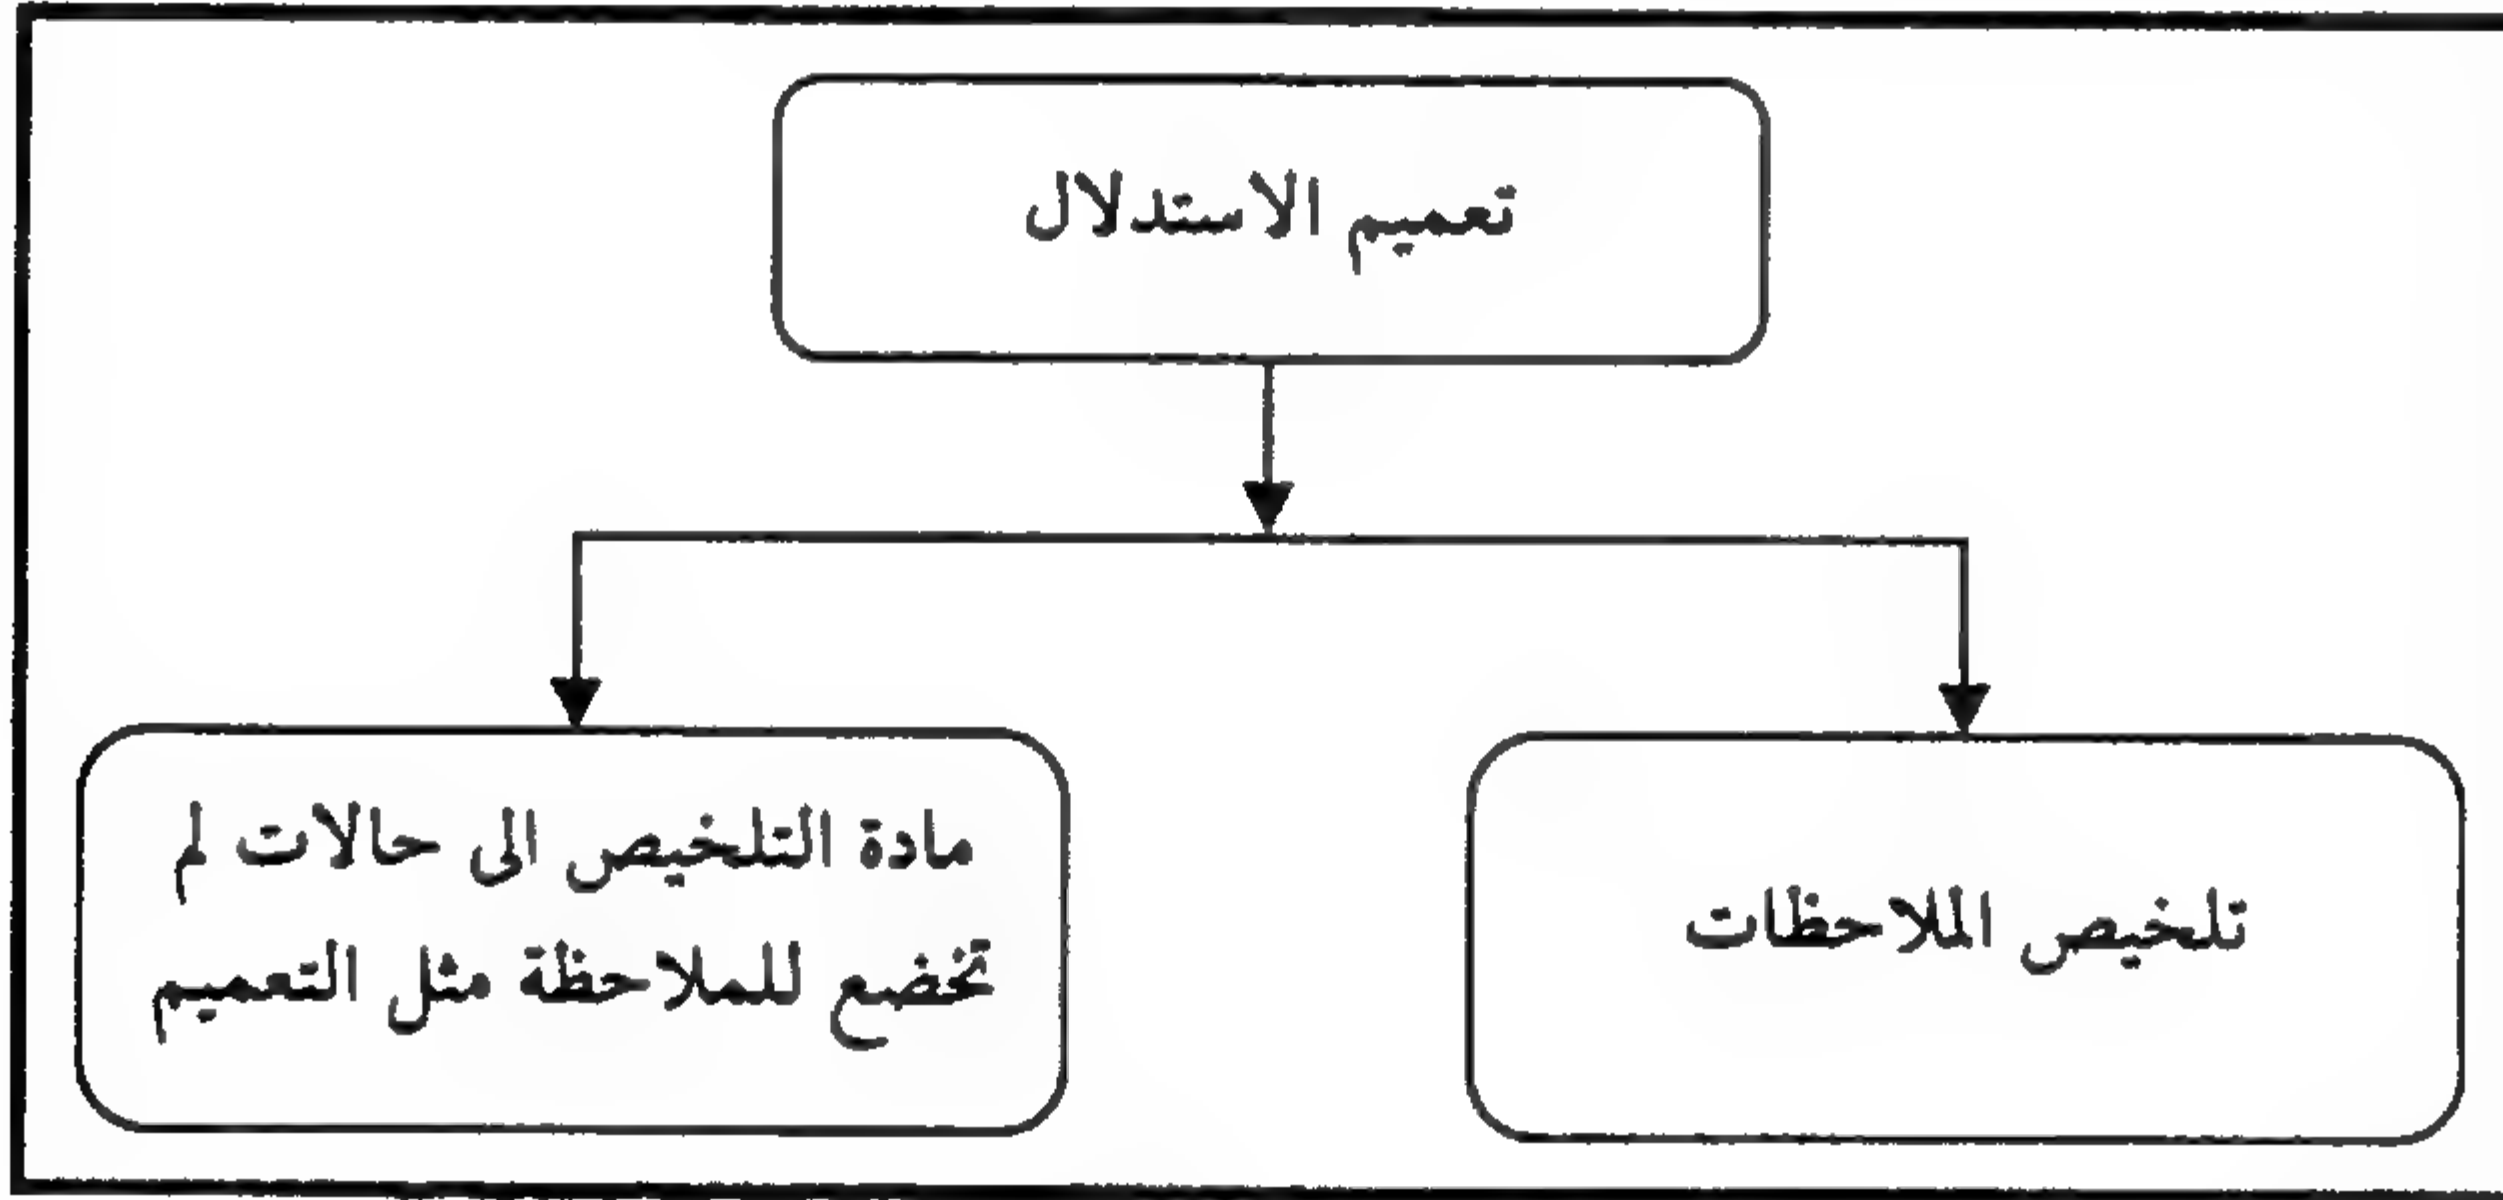 تعميم الاستدلال
تلخيص الملاحظات
مادة التلخيص الى حالات لم
تخضع للملاحظة مثل التعميم